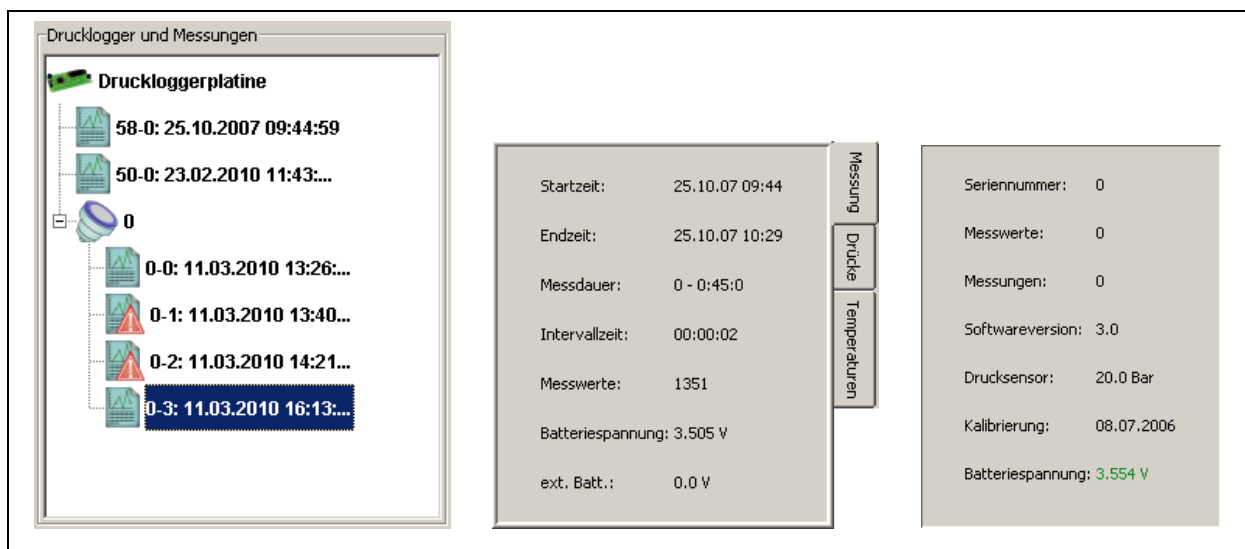 Drucklogger und Messungen
Druckloggerplatine
58-0: 25.10.2007 09:44:59
50-0: 23.02.2010 11:43:...
0
0-0: 11.03.2010 13:26:...
0-1: 11.03.2010 13:40...
0-2: 11.03.2010 14:21...
0-3: 11.03.2010 16:13:...
Startzeit: 25.10.07 09:44
Endzeit: 25.10.07 10:29
Messdauer: 0 - 0:45:0
Intervallzeit: 00:00:02
Messwerte: 1351
Batteriespannung: 3.505 V
ext. Batt.: 0.0 V
Messung
Drücke
Temperaturen
Seriennummer: 0
Messwerte: 0
Messungen: 0
Softwareversion: 3.0
Drucksensor: 20.0 Bar
Kalibrierung: 08.07.2006
Batteriespannung: 3.554 V